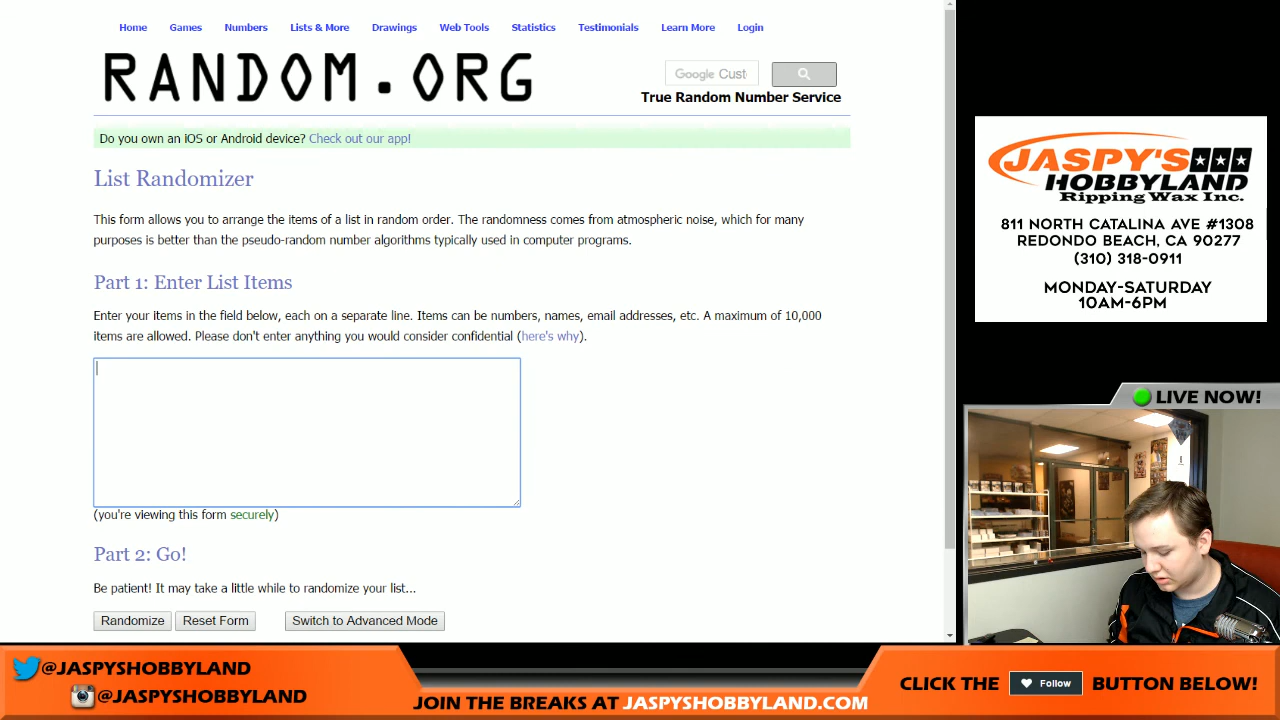 Home Games Numbers Lists & More Drawings Web Tools Statistics Testimonials Learn More Login
RANDOM.ORG
Google Cust
True Random Number Service
Do you own an iOS or Android device? Check out our app!
List Randomizer
This form allows you to arrange the items of a list in random order. The randomness comes from atmospheric noise, which for many
purposes is better than the pseudo-random number algorithms typically used in computer programs.
Part 1: Enter List Items
Enter your items in the field below, each on a separate line. Items can be numbers, names, email addresses, etc. A maximum of 10,000
items are allowed. Please don't enter anything you would consider confidential (here's why).
(you're viewing this form securely)
Part 2: Go!
Be patient! It may take a little while to randomize your list...
Randomize Reset Form Switch to Advanced Mode
JASPY'S
HOBBYLAND
Ripping Wax Inc.
811 NORTH CATALINA AVE #1308
REDONDO BEACH, CA 90277
(310) 318-0911
MONDAY-SATURDAY
10AM-6PM
LIVE NOW!
@JASPYSHOBBYLAND
@JASPYSHOBBYLAND
JOIN THE BREAKS AT JASPYSHOBBYLAND.COM
CLICK THE Follow BUTTON BELOW!